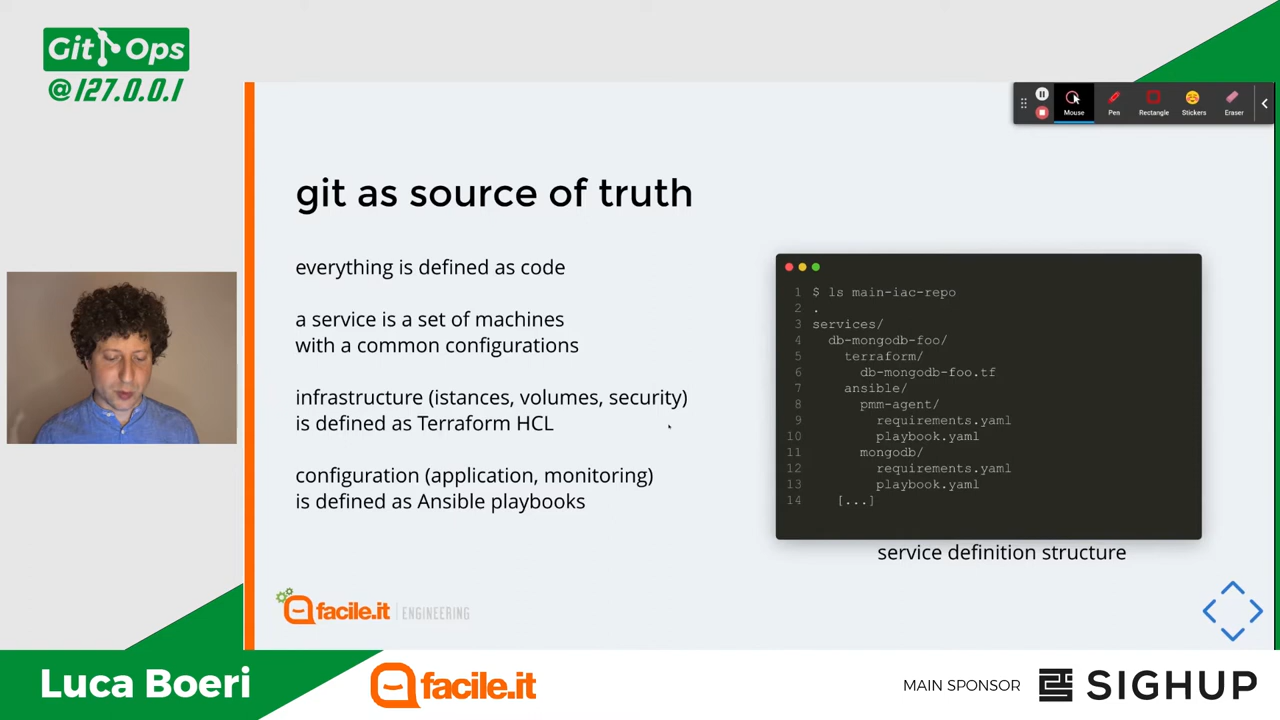 Git Ops
@127.0.0.1
Mouse
Pen
Rectangle
Stickers
Eraser
git as source of truth
everything is defined as code
a service is a set of machines
with a common configurations
infrastructure (istances, volumes, security)
is defined as Terraform HCL
configuration (application, monitoring)
is defined as Ansible playbooks
1 $ ls main-iac-repo
2 .
3 services/
4 db-mongodb-foo/
5 terraform/
6 db-mongodb-foo.tf
7 ansible/
8 pmm-agent/
9 requirements.yaml
10 playbook.yaml
11 mongodb/
12 requirements.yaml
13 playbook.yaml
14 [...]
service definition structure
facile.it ENGINEERING
Luca Boeri
facile.it
MAIN SPONSOR
SIGHUP